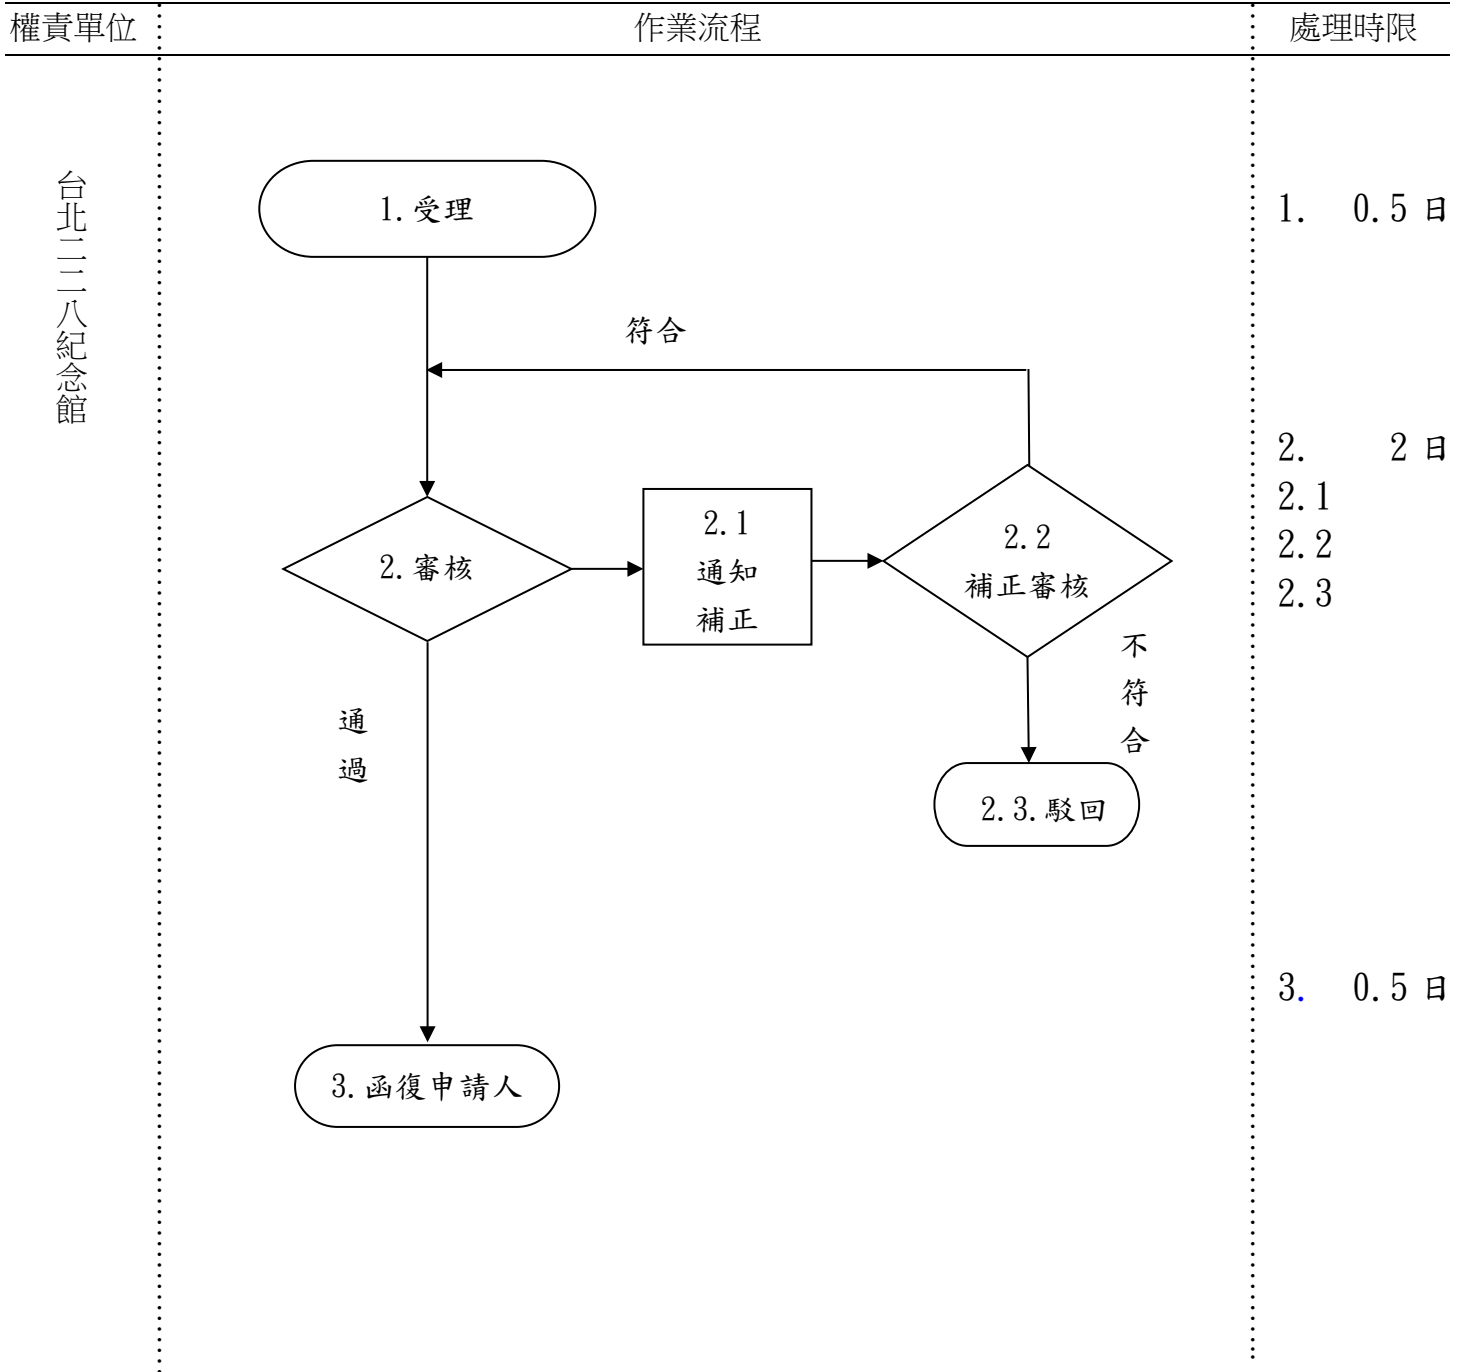 權責單位
作業流程
處理時限
台北二二八紀念館
1.受理
1. 0.5日
符合
2. 2日
2.1
2.2
2.3
2.審核
2.1
通知
補正
2.2
補正審核
通過
不符合
2.3.駁回
3. 0.5日
3.函復申請人